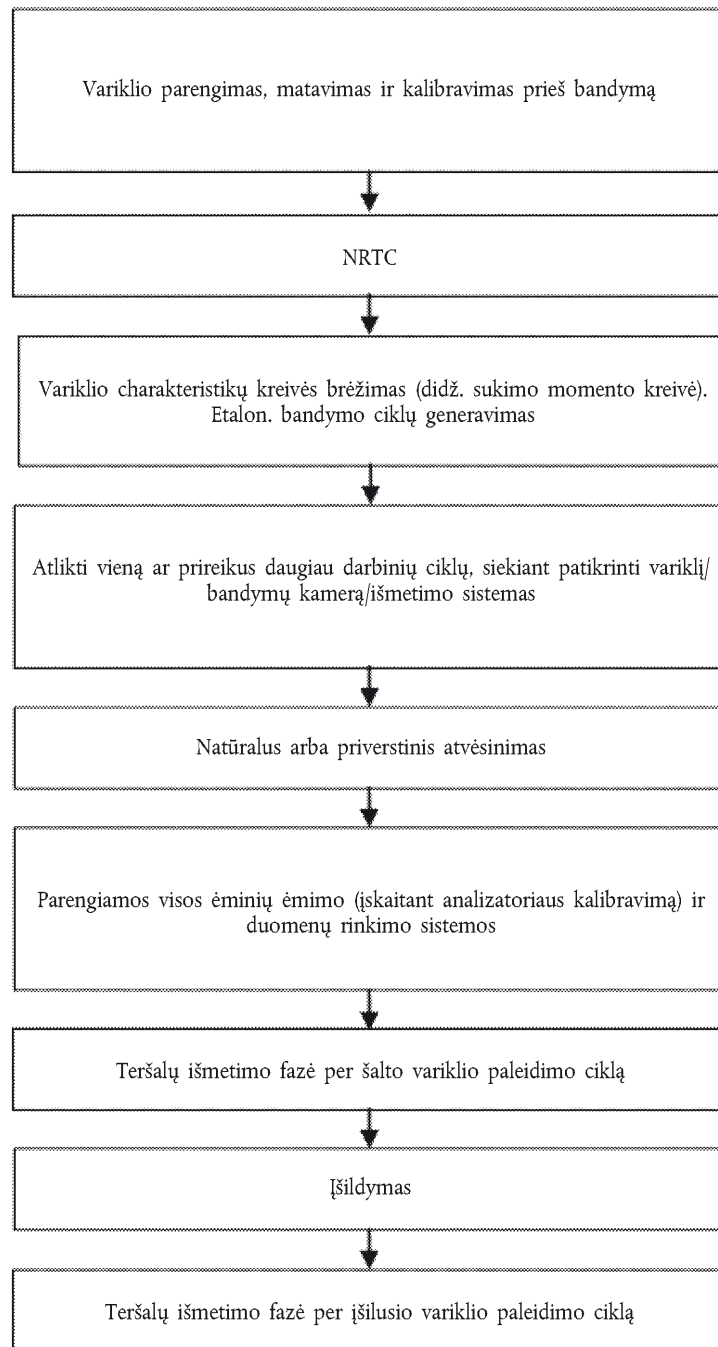 Variklio parengimas, matavimas ir kalibravimas prieš bandymą
NRTC
Variklio charakteristikų kreivės brėžimas (didž. sukimo momento kreivė).
Etalon. bandymo ciklų generavimas
Atlikti vieną ar prireikus daugiau darbinių ciklų, siekiant patikrinti variklį/
bandymų kamerą/išmetimo sistemas
Natūralus arba priverstinis atvėsinimas
Parengiamos visos ėminių ėmimo (įskaitant analizatoriaus kalibravimą) ir
duomenų rinkimo sistemos
Teršalų išmetimo fazė per šalto variklio paleidimo ciklą
Įšildymas
Teršalų išmetimo fazė per įšilusio variklio paleidimo ciklą